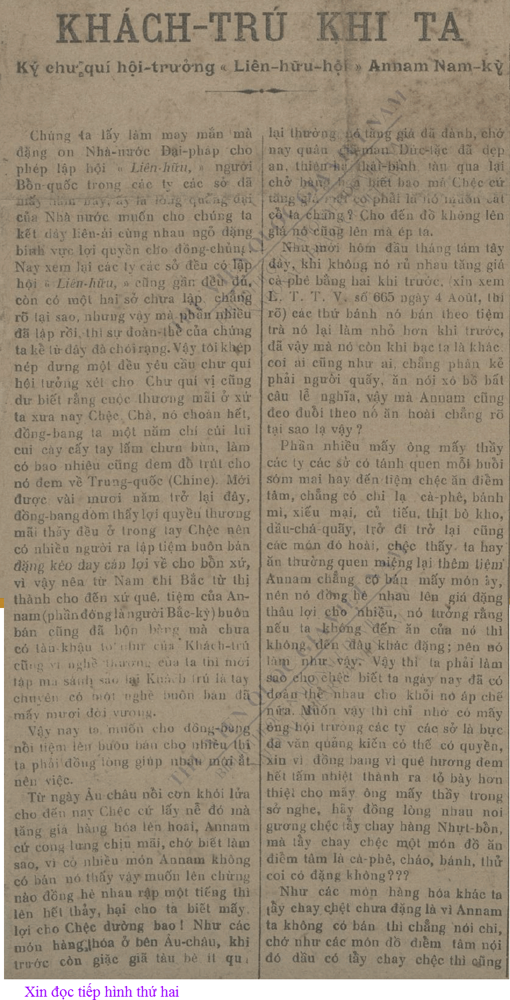 KHÁCH-TRÚ KHI TA
Ký chư quí hội-trưởng « Liên-hữu-hội » Annam Nam-kỳ
Chúng ta lấy làm may mắn mà
đặng on Nhà-nước Đại-pháp cho
phép lập hội « Liên-hữu, » người
Bồn-quốc trong các ty các sở dã
mấy năm nay, ấy là lòng quảng đại
của Nhà nước muốn cho chúng ta
kết dây liên-ái cùng nhau ngỏ đặng
binh vực lợi quyền cho đồng-chủng.
Nay xem lại các ty các sở đều có lập
hội « Liên-hữu, » cũng gần đều đủ,
còn có một hai sở chưa lập, chẳng
rõ tại sao, nhưng vậy mà phần nhiều
đã lập rồi, thì sự đoàn-thể của chúng
ta kể từ đây đà chói rạng. Vậy tôi khép
nép dưng một đều yêu cầu chư quí
hội tưởng xét cho Chư quí vị cũng
dư biết rằng cuộc thương mãi ở xứ
ta xưa nay Chệc, Chà, nó choán hết,
đồng-bang ta một năm chí cúi lui
cui cày cấy tay lấm chưn bùn, làm
có bao nhiêu cũng đem đồ trút cho
nó đem về Trung-quốc (Chine). Mới
được vài mươi năm trở lại đây,
đồng-bang dòm thấy lợi quyền thương
mãi thảy đều ở trong tay Chệc nên
có nhiều người ra lập tiệm buôn bán
đặng kéo day cán lợi về cho bồn xứ,
vì vậy nên từ Nam chí Bắc từ thị
thành cho đến xứ quê, tiệm của An-
nam (phần đông là người Bắc-kỳ) buôn
bán cũng đã bộn bàng mà chưa
có tàu-khậu to như của Khách-trú
cũng vì nghề thương của ta thì mới
tập mà sánh sao lại Khách trú là tay
chuyên có một nghề buôn bán đã
mấy mươi đời vương.
Vậy nay ta muốn cho đồng-bang
nồi tiệm lên buôn bán cho nhiều thì
ta phải đồng lòng giúp nhau mới ắt
nên việc.
Từ ngày Âu-châu nồi cơn khói lửa
cho đến nay Chệc cứ lấy nê đó mà
tăng giá hàng hóa lên hoài, Annam
cứ cong lưng chịu mãi, chớ biết làm
sao, vì có nhiều món Annam không
có bán nó thấy vậy muốn lên chừng
nào đồng hè nhau rập một tiếng thì
lên hết thảy, hại cho ta biết mấy,
lợi cho Chệc dường bao! Như các
món hàng hóa ở bên Âu-châu, khi
trước còn giặc giã tàu bè ít qua
lại thường, nó tăng giá đã đành, chớ
nay quân dã-man Đức-tặc đã dẹp
an, thiên-hạ thái-bình, tàu qua lại
chở hàng hóa biết bao mà Chệc cứ
tăng giá mãi có phải là nó muốn cắt
cổ ta chăng? Cho đến đồ không lên
giá nó cũng lên mà ép ta.
Như mới hôm đầu tháng tám tây
đây, khi không nó rủ nhau tăng giá
cà-phê bằng hai khi trước, (xin xem
L. T. T. V. số 665 ngày 4 Août, thì
rõ) các thứ bánh nó bán theo tiệm
trà nó lại làm nhỏ hơn khi trước,
đã vậy mà nó còn khi bạc ta là khác,
coi ai cũng như ai, chẳng phân kẻ
phải người quấy, ăn nói xô bồ bất
câu lễ nghĩa, vậy mà Annam cũng
đeo đuổi theo nó ăn hoài chẳng rõ
tại sao lạ vậy?
Phần nhiều mấy ông mấy thầy
các ty các sở có tánh quen mỗi buổi
sớm mai hay đến tiệm chệc ăn điềm
tâm, chẳng có chi lạ cà-phê, bánh
mì, xiếu mại, củ tiếu, thịt bò kho,
dầu-chả-quãy, trở đi trở lại cũng
các món đó hoài, chệc thấy ta hay
ăn thường quen miệng lại thêm tiệm
Annam chẳng có bán mấy món ấy,
nên nó đồng hè nhau lên giá đặng
thâu lợi cho nhiều, nó tưởng rằng
nếu ta không đến ăn của nó thì
không đến đâu khác đặng; nên nó
làm như vậy. Vậy thì ta phải làm
sao cho chệc biết ta ngày nay đã có
đoàn thể nhau cho khỏi nó áp chế
nữa. Muốn vậy thì chỉ nhờ có mấy
ông hội trưởng các ty các sở là bực
đa văn quảng kiến có thể có quyền,
xin vì đồng bang vì quê hương đem
hết tấm nhiệt thành ra tỏ bày hơn
thiệt cho mấy ông mấy thầy trong
sở nghe, hãy đồng lòng nhau noi
gương chệc tẩy chay hàng Nhựt-bồn,
mà tẩy chay chệc một món đồ ăn
điềm tâm là cà-phê, cháo, bánh, thử
coi có đặng không???
Như các món hàng hóa khác ta
tẩy chay chệt chưa đặng là vì Annam
ta không có bán thì chẳng nói chi,
chớ như các món đồ điềm tâm nội
đó dầu có tẩy chay chệc thì cũng
Xin đọc tiếp hình thứ hai